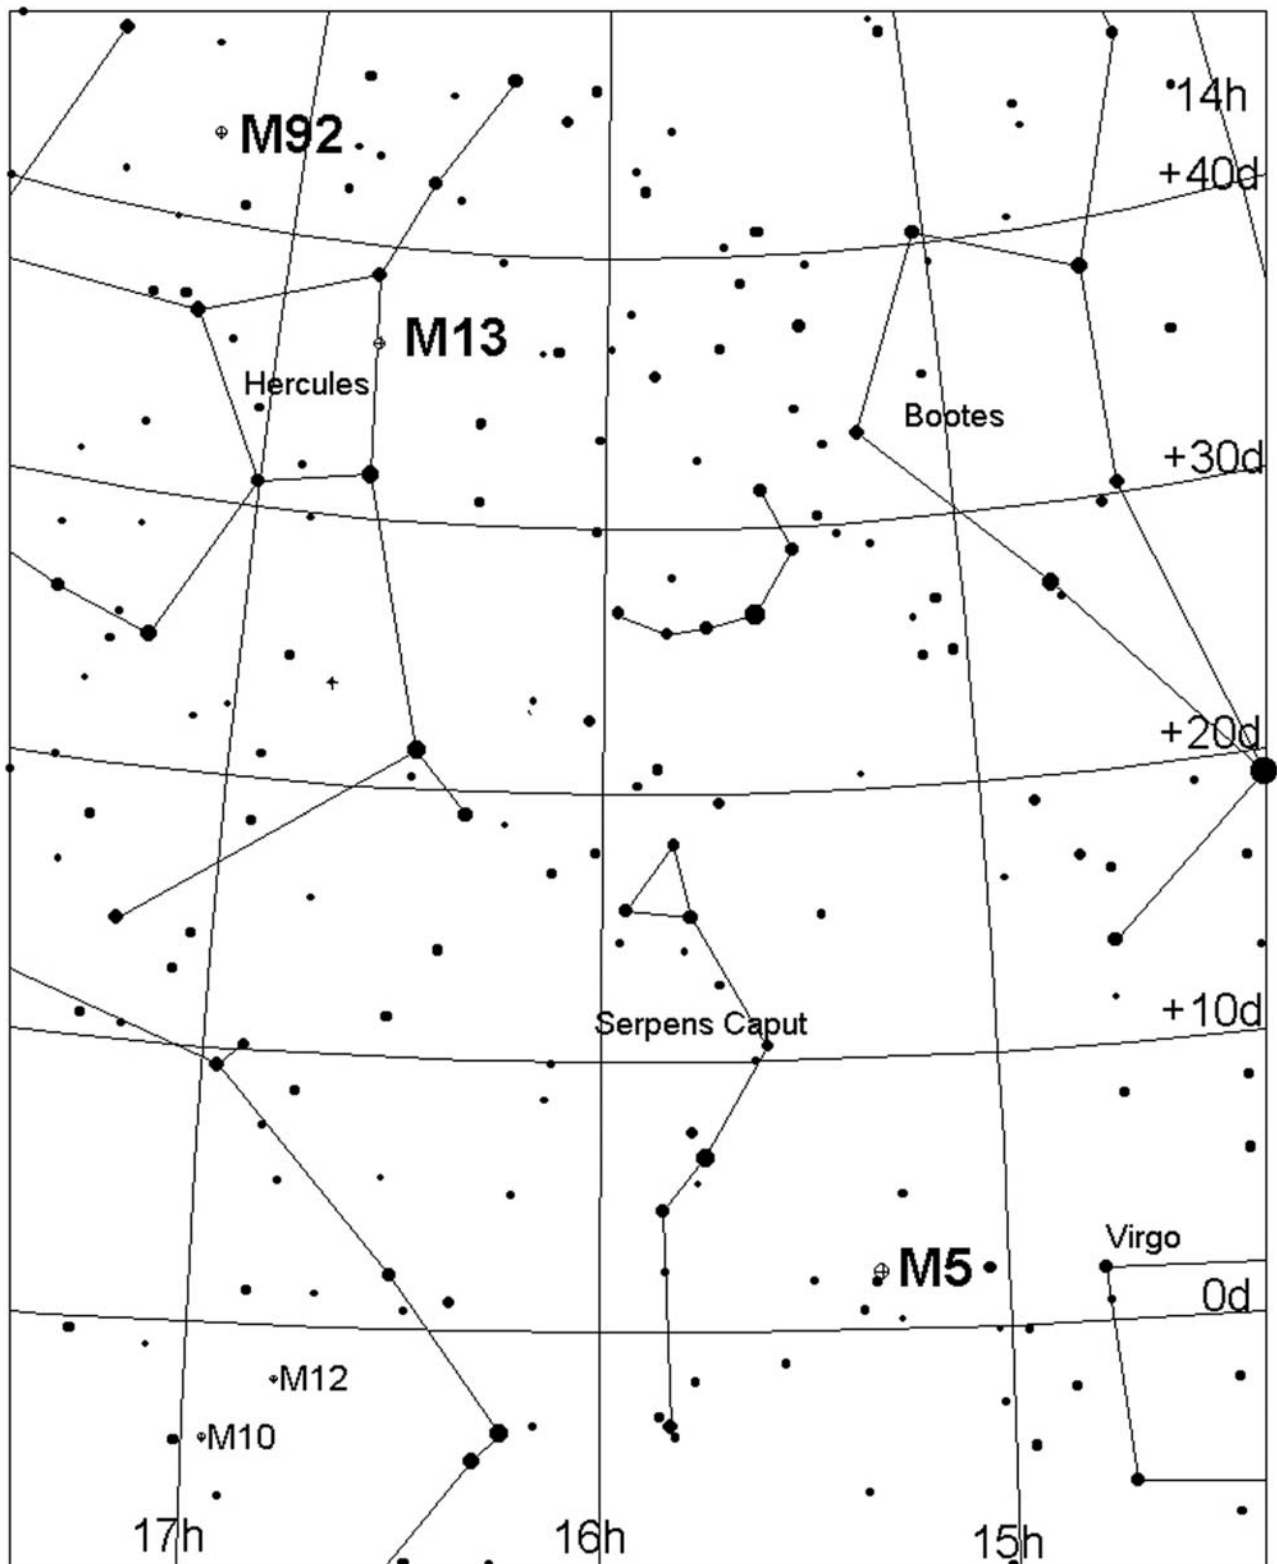 14h
M92
+40d
M13
Hercules
Bootes
+30d
+20d
+10d
Serpens Caput
Virgo
M5
0d
M12
M10
17h
16h
15h